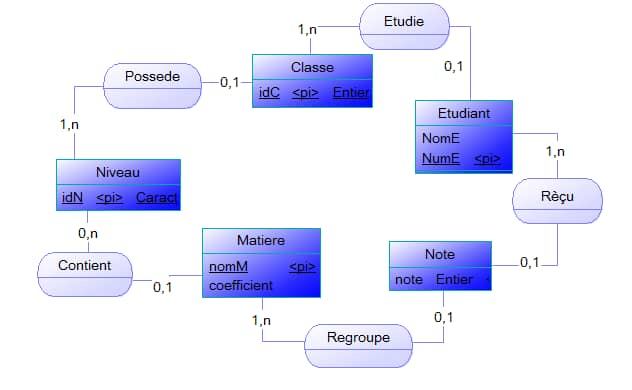 Etudie
1,n
Classe
idC <pi> Entier
0,1
Possede
0,1
Etudiant
NomE
NumE <pi>
1,n
1,n
Niveau
idN <pi> Caract
Rèçu
0,n
Matiere
nomM <pi>
coefficient
Note
note Entier
0,1
Contient
0,1
1,n
0,1
Regroupe